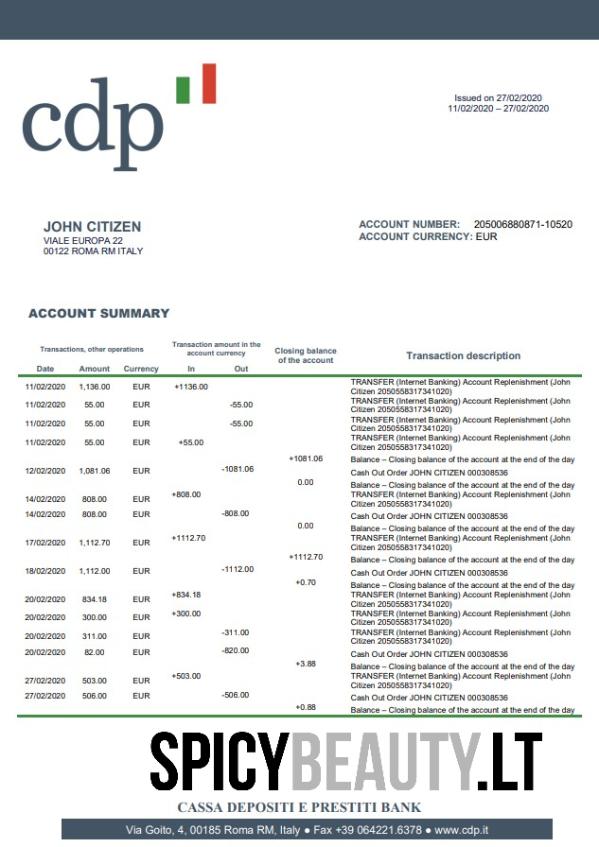 cdp
Issued on 27/02/2020
11/02/2020 – 27/02/2020
JOHN CITIZEN
VIALE EUROPA 22
00122 ROMA RM ITALY
ACCOUNT NUMBER: 205006880871-10520
ACCOUNT CURRENCY: EUR
ACCOUNT SUMMARY
Transactions, other operations
Transaction amount in the
account currency
Closing balance
of the account
Transaction description
Date Amount Currency In Out
11/02/2020 1,136.00 EUR +1136.00 TRANSFER (Internet Banking) Account Replenishment (John
Citizen 2050558317341020)
11/02/2020 55.00 EUR -55.00 TRANSFER (Internet Banking) Account Replenishment (John
Citizen 2050558317341020)
11/02/2020 55.00 EUR -55.00 TRANSFER (Internet Banking) Account Replenishment (John
Citizen 2050558317341020)
11/02/2020 55.00 EUR +55.00 TRANSFER (Internet Banking) Account Replenishment (John
Citizen 2050558317341020)
+1081.06 Balance – Closing balance of the account at the end of the day
12/02/2020 1,081.06 EUR -1081.06 Cash Out Order JOHN CITIZEN 000308536
0.00 Balance – Closing balance of the account at the end of the day
14/02/2020 808.00 EUR +808.00 TRANSFER (Internet Banking) Account Replenishment (John
Citizen 2050558317341020)
14/02/2020 808.00 EUR -808.00 Cash Out Order JOHN CITIZEN 000308536
0.00 Balance – Closing balance of the account at the end of the day
17/02/2020 1,112.70 EUR +1112.70 TRANSFER (Internet Banking) Account Replenishment (John
Citizen 2050558317341020)
+1112.70 Balance – Closing balance of the account at the end of the day
18/02/2020 1,112.00 EUR -1112.00 Cash Out Order JOHN CITIZEN 000308536
+0.70 Balance – Closing balance of the account at the end of the day
20/02/2020 834.18 EUR +834.18 TRANSFER (Internet Banking) Account Replenishment (John
Citizen 2050558317341020)
20/02/2020 300.00 EUR +300.00 TRANSFER (Internet Banking) Account Replenishment (John
Citizen 2050558317341020)
20/02/2020 311.00 EUR -311.00 TRANSFER (Internet Banking) Account Replenishment (John
Citizen 2050558317341020)
20/02/2020 82.00 EUR -820.00 Cash Out Order JOHN CITIZEN 000308536
+3.88 Balance – Closing balance of the account at the end of the day
27/02/2020 503.00 EUR +503.00 TRANSFER (Internet Banking) Account Replenishment (John
Citizen 2050558317341020)
27/02/2020 506.00 EUR -506.00 Cash Out Order JOHN CITIZEN 000308536
+0.88 Balance – Closing balance of the account at the end of the day
SPICYBEAUTY.LT
CASSA DEPOSITI E PRESTITI BANK
Via Goito, 4, 00185 Roma RM, Italy ● Fax +39 064221.6378 ● www.cdp.it